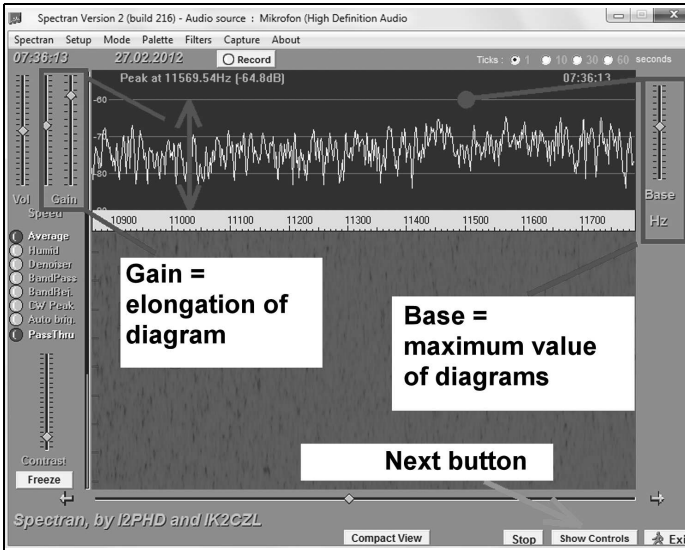 Spectran Version 2 (build 216) - Audio source : Mikrofon (High Definition Audio
Spectran Setup Mode Palette Filters Capture About
07:36:13 27.02.2012 Record Ticks : 1 10 30 60 seconds
Peak at 11569.54Hz (-64.8dB) 07:36:13
-60
-70
-80
-90
Vol Gain Base
Speed
Hz
10900 11000 11100 11200 11300 11400 11500 11600 11700
Average
Humid
Denoiser
BandPass
BandRej.
CW Peak
Auto briq.
PassThru
Gain =
elongation of
diagram
Base =
maximum value
of diagrams
Contrast
Next button
Freeze
Spectran, by I2PHD and IK2CZL
Compact View Stop Show Controls Exi